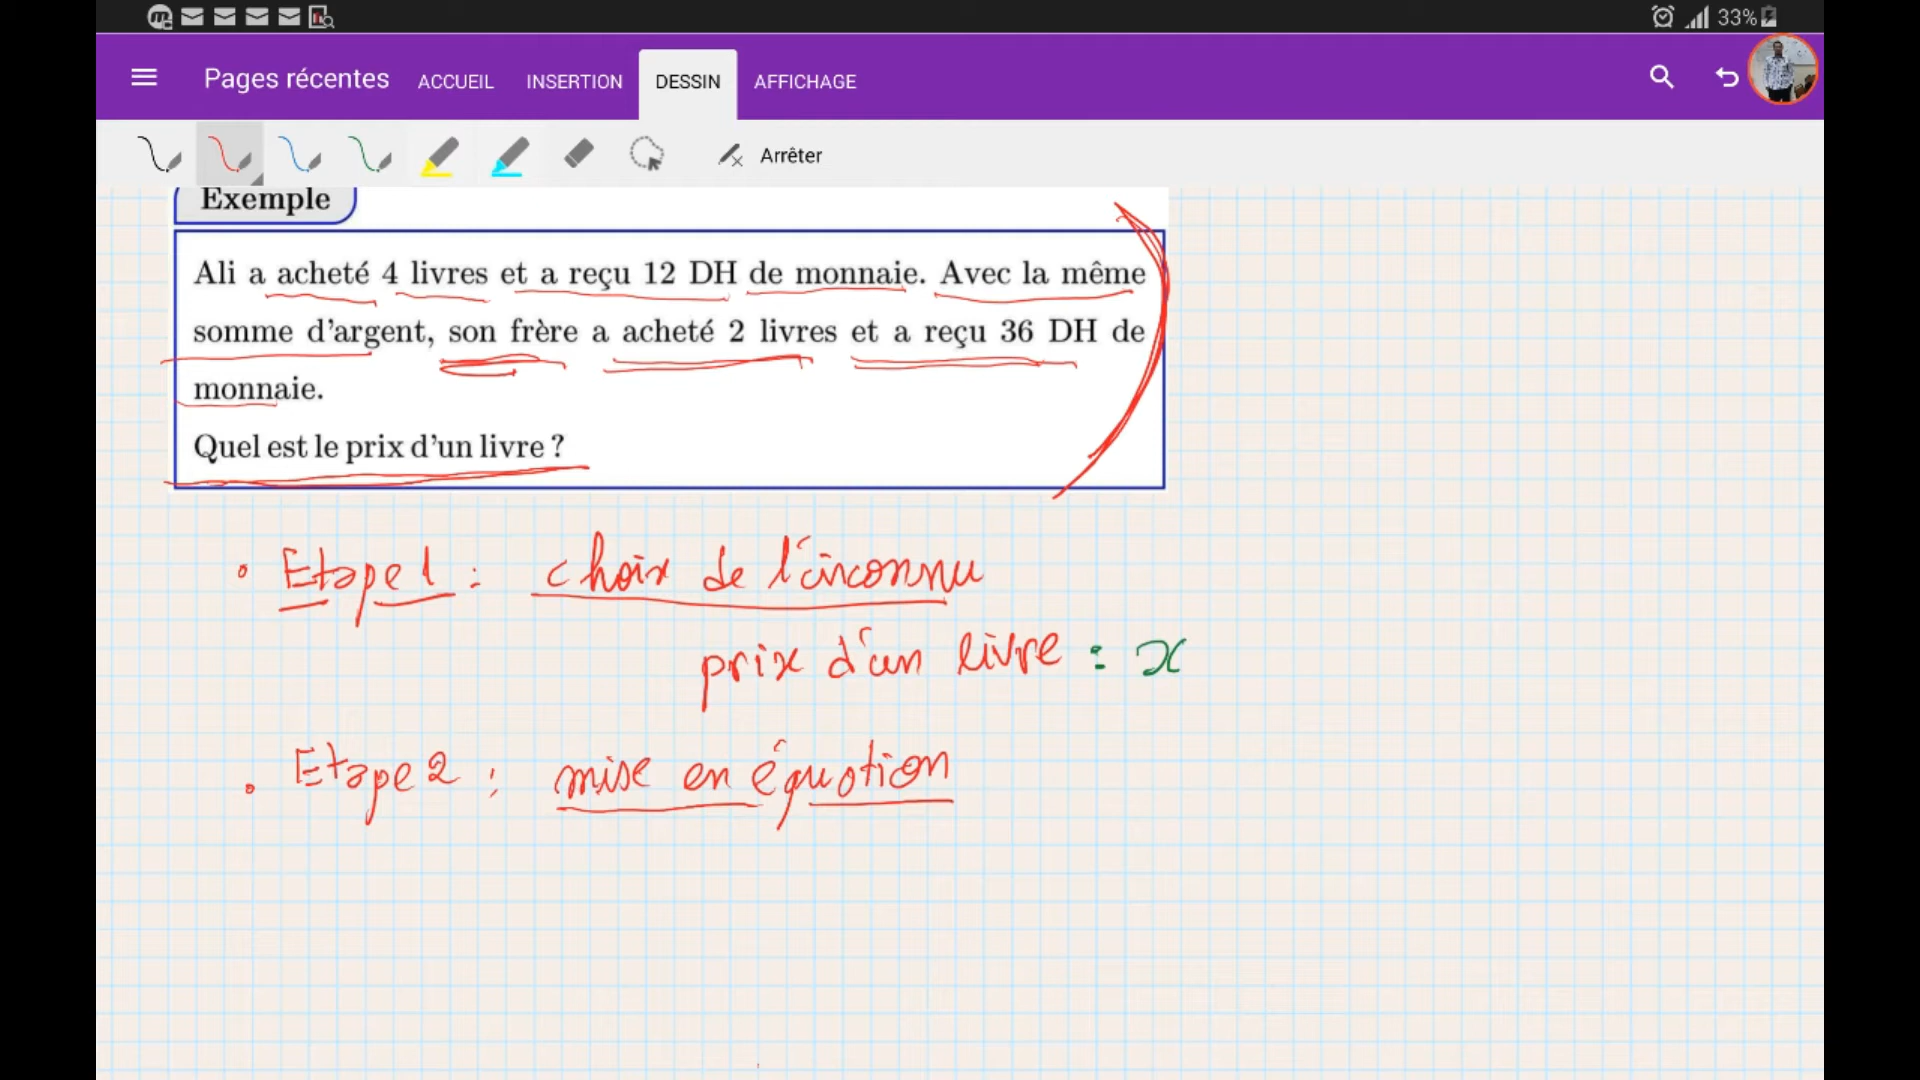 33%
Pages récentes ACCUEIL INSERTION DESSIN AFFICHAGE
Arrêter
Exemple
Ali a acheté 4 livres et a reçu 12 DH de monnaie. Avec la même
somme d'argent, son frère a acheté 2 livres et a reçu 36 DH de
monnaie.
Quel est le prix d'un livre ?
• Etape 1 : choix de l'inconnu
prix d'un livre : x
• Etape 2 : mise en équation